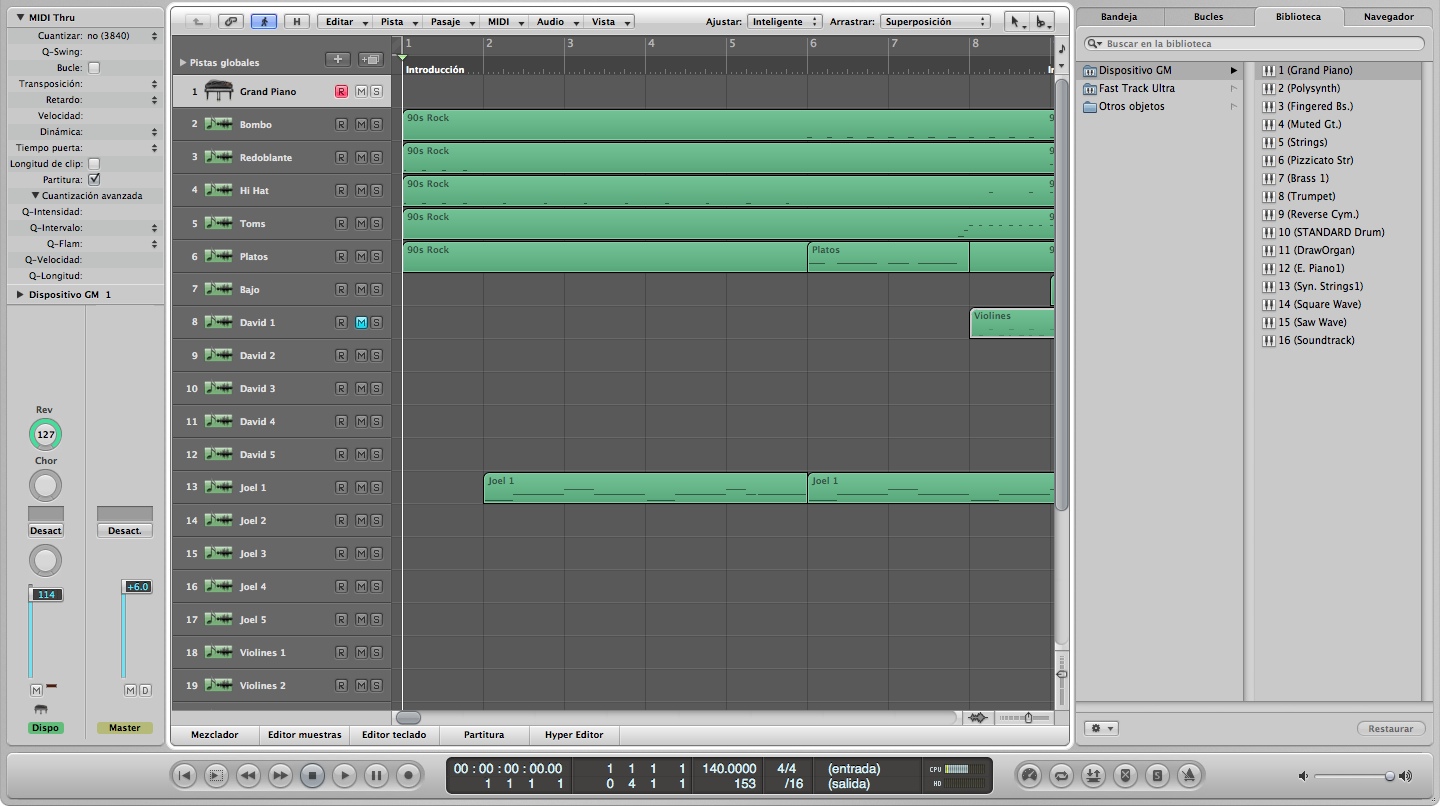 MIDI Thru
Cuantizar: no (3840)
Q-Swing:
Bucle:
Transposición:
Retardo:
Velocidad:
Dinámica:
Tiempo puerta:
Longitud de clip:
Partitura:
Cuantización avanzada
Q-Intensidad:
Q-Intervalo:
Q-Flam:
Q-Velocidad:
Q-Longitud:
Dispositivo GM 1
Rev
127
Chor
Desact
Desact.
114
+6.0
M
M D
Dispo
Master
H
Editar
Pista
Pasaje
MIDI
Audio
Vista
Ajustar: Inteligente
Arrastrar: Superposición
Pistas globales
1 2 3 4 5 6 7 8
Introducción
1 Grand Piano R M S
2 Bombo R M S
90s Rock
3 Redoblante R M S
90s Rock
4 Hi Hat R M S
90s Rock
5 Toms R M S
90s Rock
6 Platos R M S
90s Rock
Platos
7 Bajo R M S
8 David 1 R M S
Violines
9 David 2 R M S
10 David 3 R M S
11 David 4 R M S
12 David 5 R M S
13 Joel 1 R M S
Joel 1
Joel 1
14 Joel 2 R M S
15 Joel 3 R M S
16 Joel 4 R M S
17 Joel 5 R M S
18 Violines 1 R M S
19 Violines 2 R M S
Mezclador
Editor muestras
Editor teclado
Partitura
Hyper Editor
Bandeja
Bucles
Biblioteca
Navegador
Buscar en la biblioteca
Dispositivo GM
Fast Track Ultra
Otros objetos
1 (Grand Piano)
2 (Polysynth)
3 (Fingered Bs.)
4 (Muted Gt.)
5 (Strings)
6 (Pizzicato Str)
7 (Brass 1)
8 (Trumpet)
9 (Reverse Cym.)
10 (STANDARD Drum)
11 (DrawOrgan)
12 (E. Piano1)
13 (Syn. Strings1)
14 (Square Wave)
15 (Saw Wave)
16 (Soundtrack)
Restaurar
00 : 00 : 00 : 00.00
1 1 1 1
1 1 1 1
0 4 1 1
140.0000
153
4/4
/16
(entrada)
(salida)
CPU
HD
S